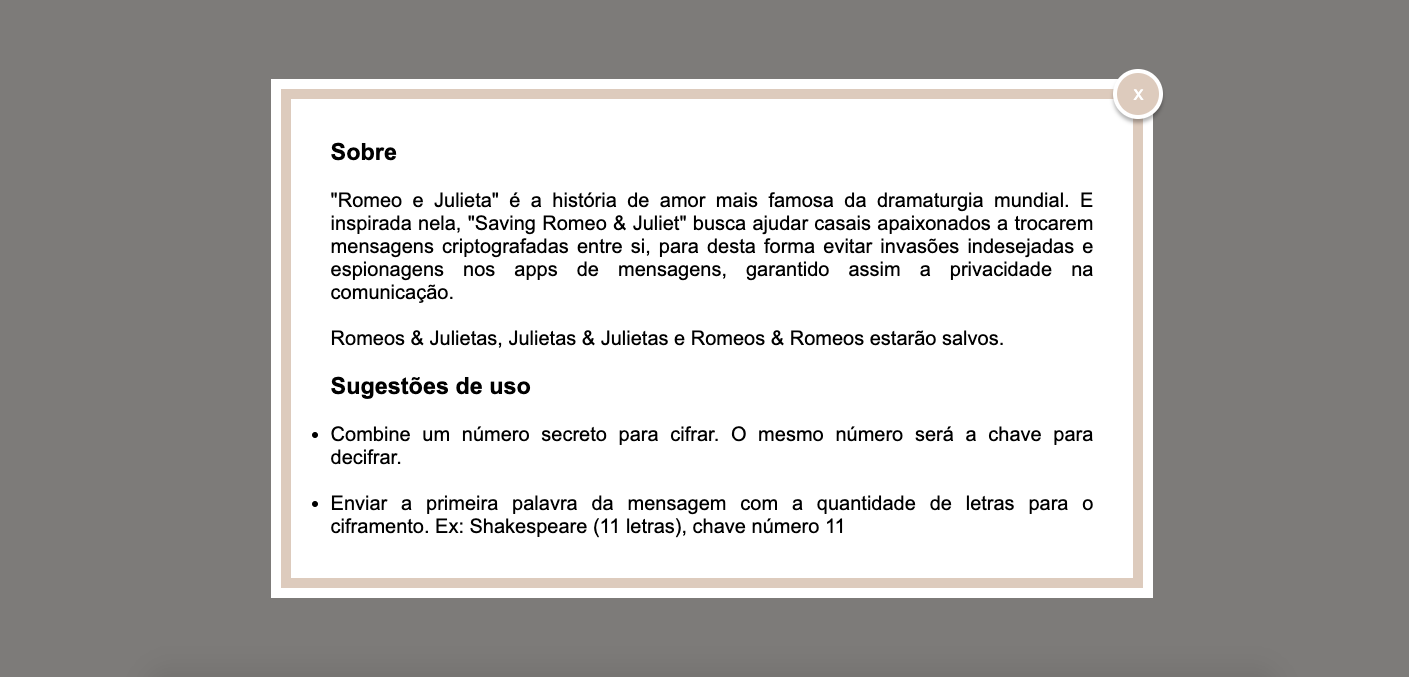 x
Sobre
"Romeo e Julieta" é a história de amor mais famosa da dramaturgia mundial. E
inspirada nela, "Saving Romeo & Juliet" busca ajudar casais apaixonados a trocarem
mensagens criptografadas entre si, para desta forma evitar invasões indesejadas e
espionagens nos apps de mensagens, garantido assim a privacidade na
comunicação.
Romeos & Julietas, Julietas & Julietas e Romeos & Romeos estarão salvos.
Sugestões de uso
• Combine um número secreto para cifrar. O mesmo número será a chave para
decifrar.
• Enviar a primeira palavra da mensagem com a quantidade de letras para o
ciframento. Ex: Shakespeare (11 letras), chave número 11